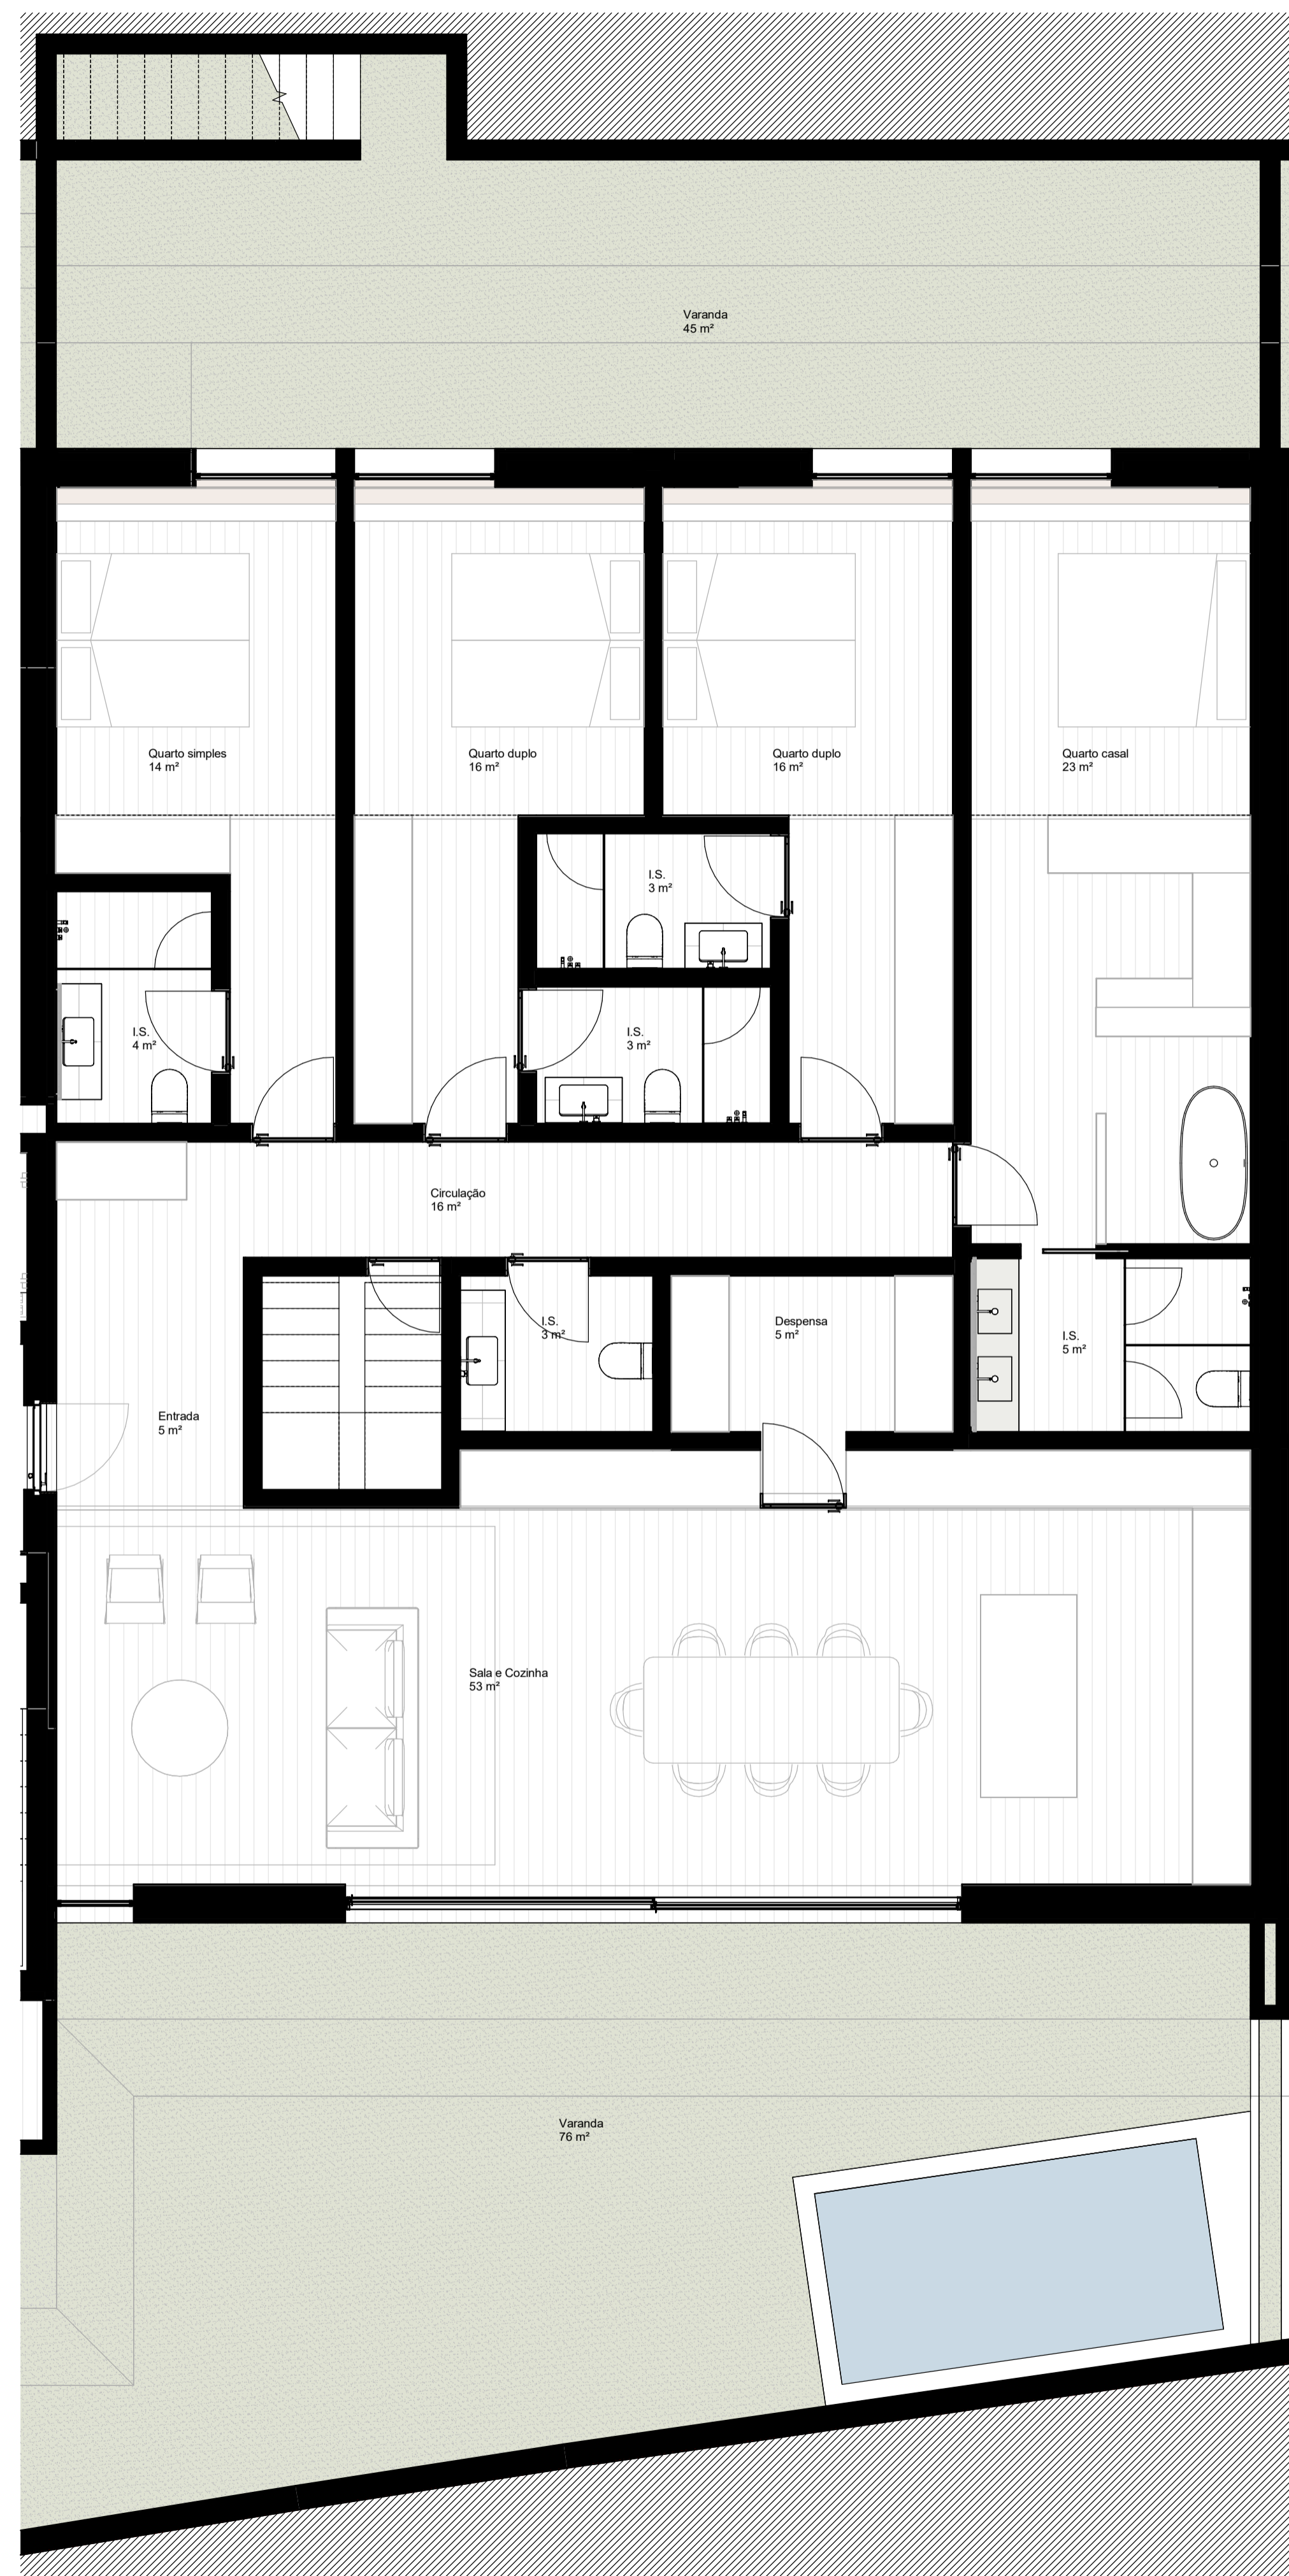 Varanda
45 m²
Quarto simples
14 m²
Quarto duplo
16 m²
Quarto duplo
16 m²
Quarto casal
23 m²
I.S.
3 m²
I.S.
4 m²
I.S.
3 m²
Circulação
16 m²
I.S.
3 m²
Despensa
5 m²
I.S.
5 m²
Entrada
5 m²
Sala e Cozinha
53 m²
Varanda
76 m²